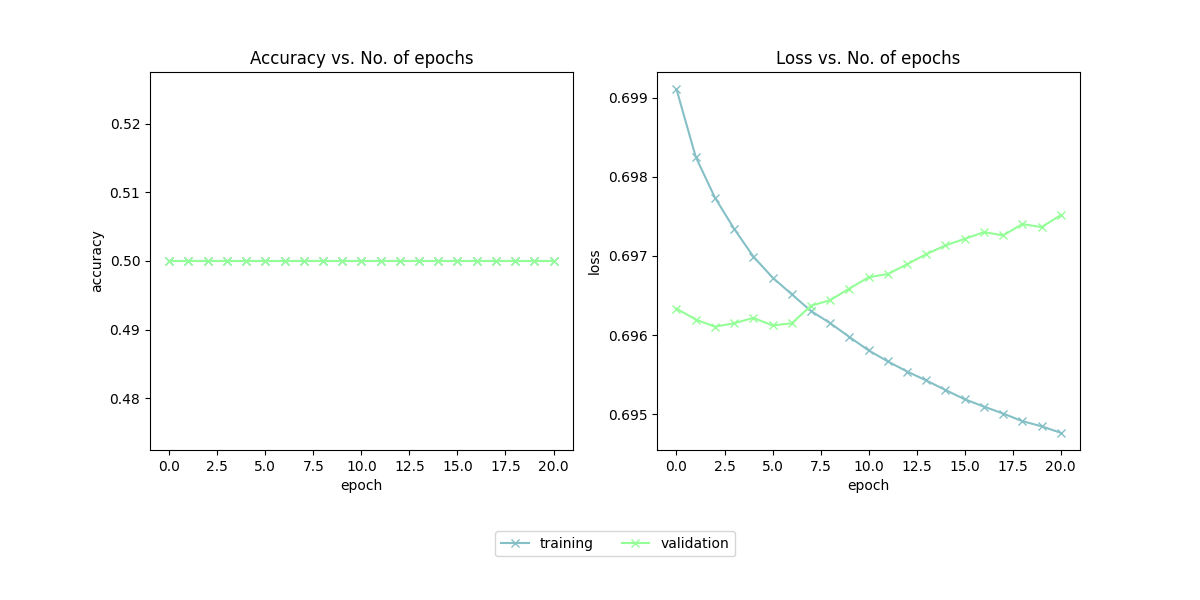 Accuracy vs. No. of epochs
0.52
0.51
0.50
0.49
0.48
accuracy
0.0 2.5 5.0 7.5 10.0 12.5 15.0 17.5 20.0
epoch
Loss vs. No. of epochs
0.699
0.698
0.697
0.696
0.695
loss
0.0 2.5 5.0 7.5 10.0 12.5 15.0 17.5 20.0
epoch
training validation